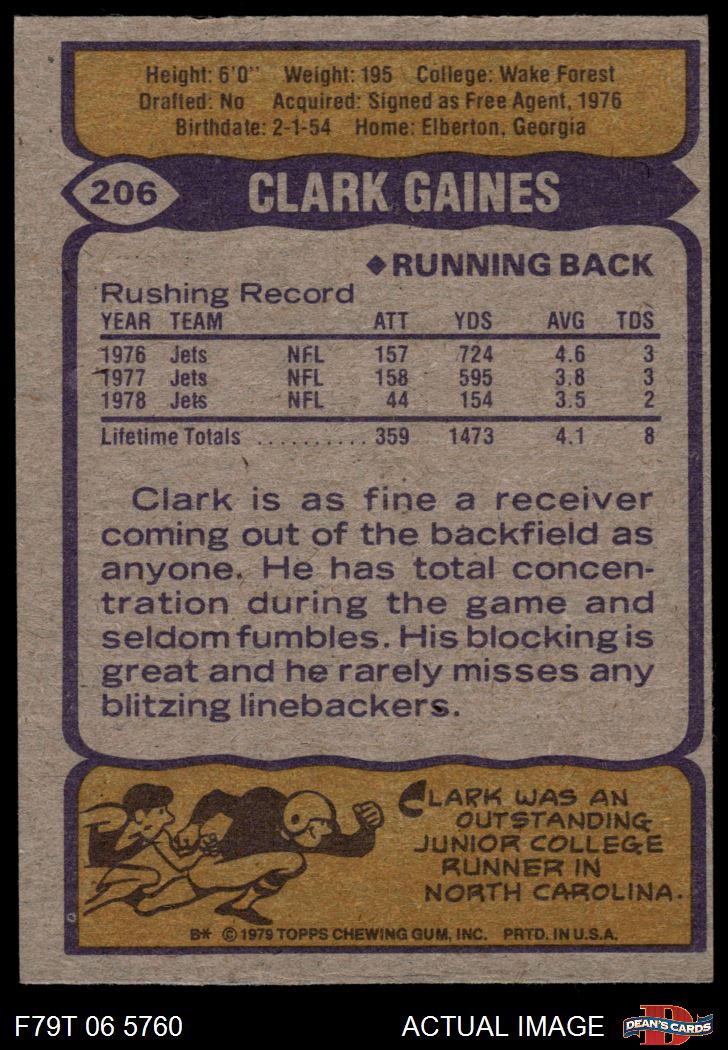 Height: 6'0" Weight: 195 College: Wake Forest
Drafted: No Acquired: Signed as Free Agent, 1976
Birthdate: 2-1-54 Home: Elberton, Georgia
206 CLARK GAINES
◆RUNNING BACK
Rushing Record
YEAR TEAM ATT YDS AVG TDS
1976 Jets NFL 157 724 4.6 3
1977 Jets NFL 158 595 3.8 3
1978 Jets NFL 44 154 3.5 2
Lifetime Totals .......... 359 1473 4.1 8
Clark is as fine a receiver
coming out of the backfield as
anyone. He has total concen-
tration during the game and
seldom fumbles. His blocking is
great and he rarely misses any
blitzing linebackers.
CLARK WAS AN
OUTSTANDING
JUNIOR COLLEGE
RUNNER IN
NORTH CAROLINA.
B* © 1979 TOPPS CHEWING GUM, INC. PRTD. IN U.S.A.
F79T 06 5760 ACTUAL IMAGE D DEAN'S CARDS